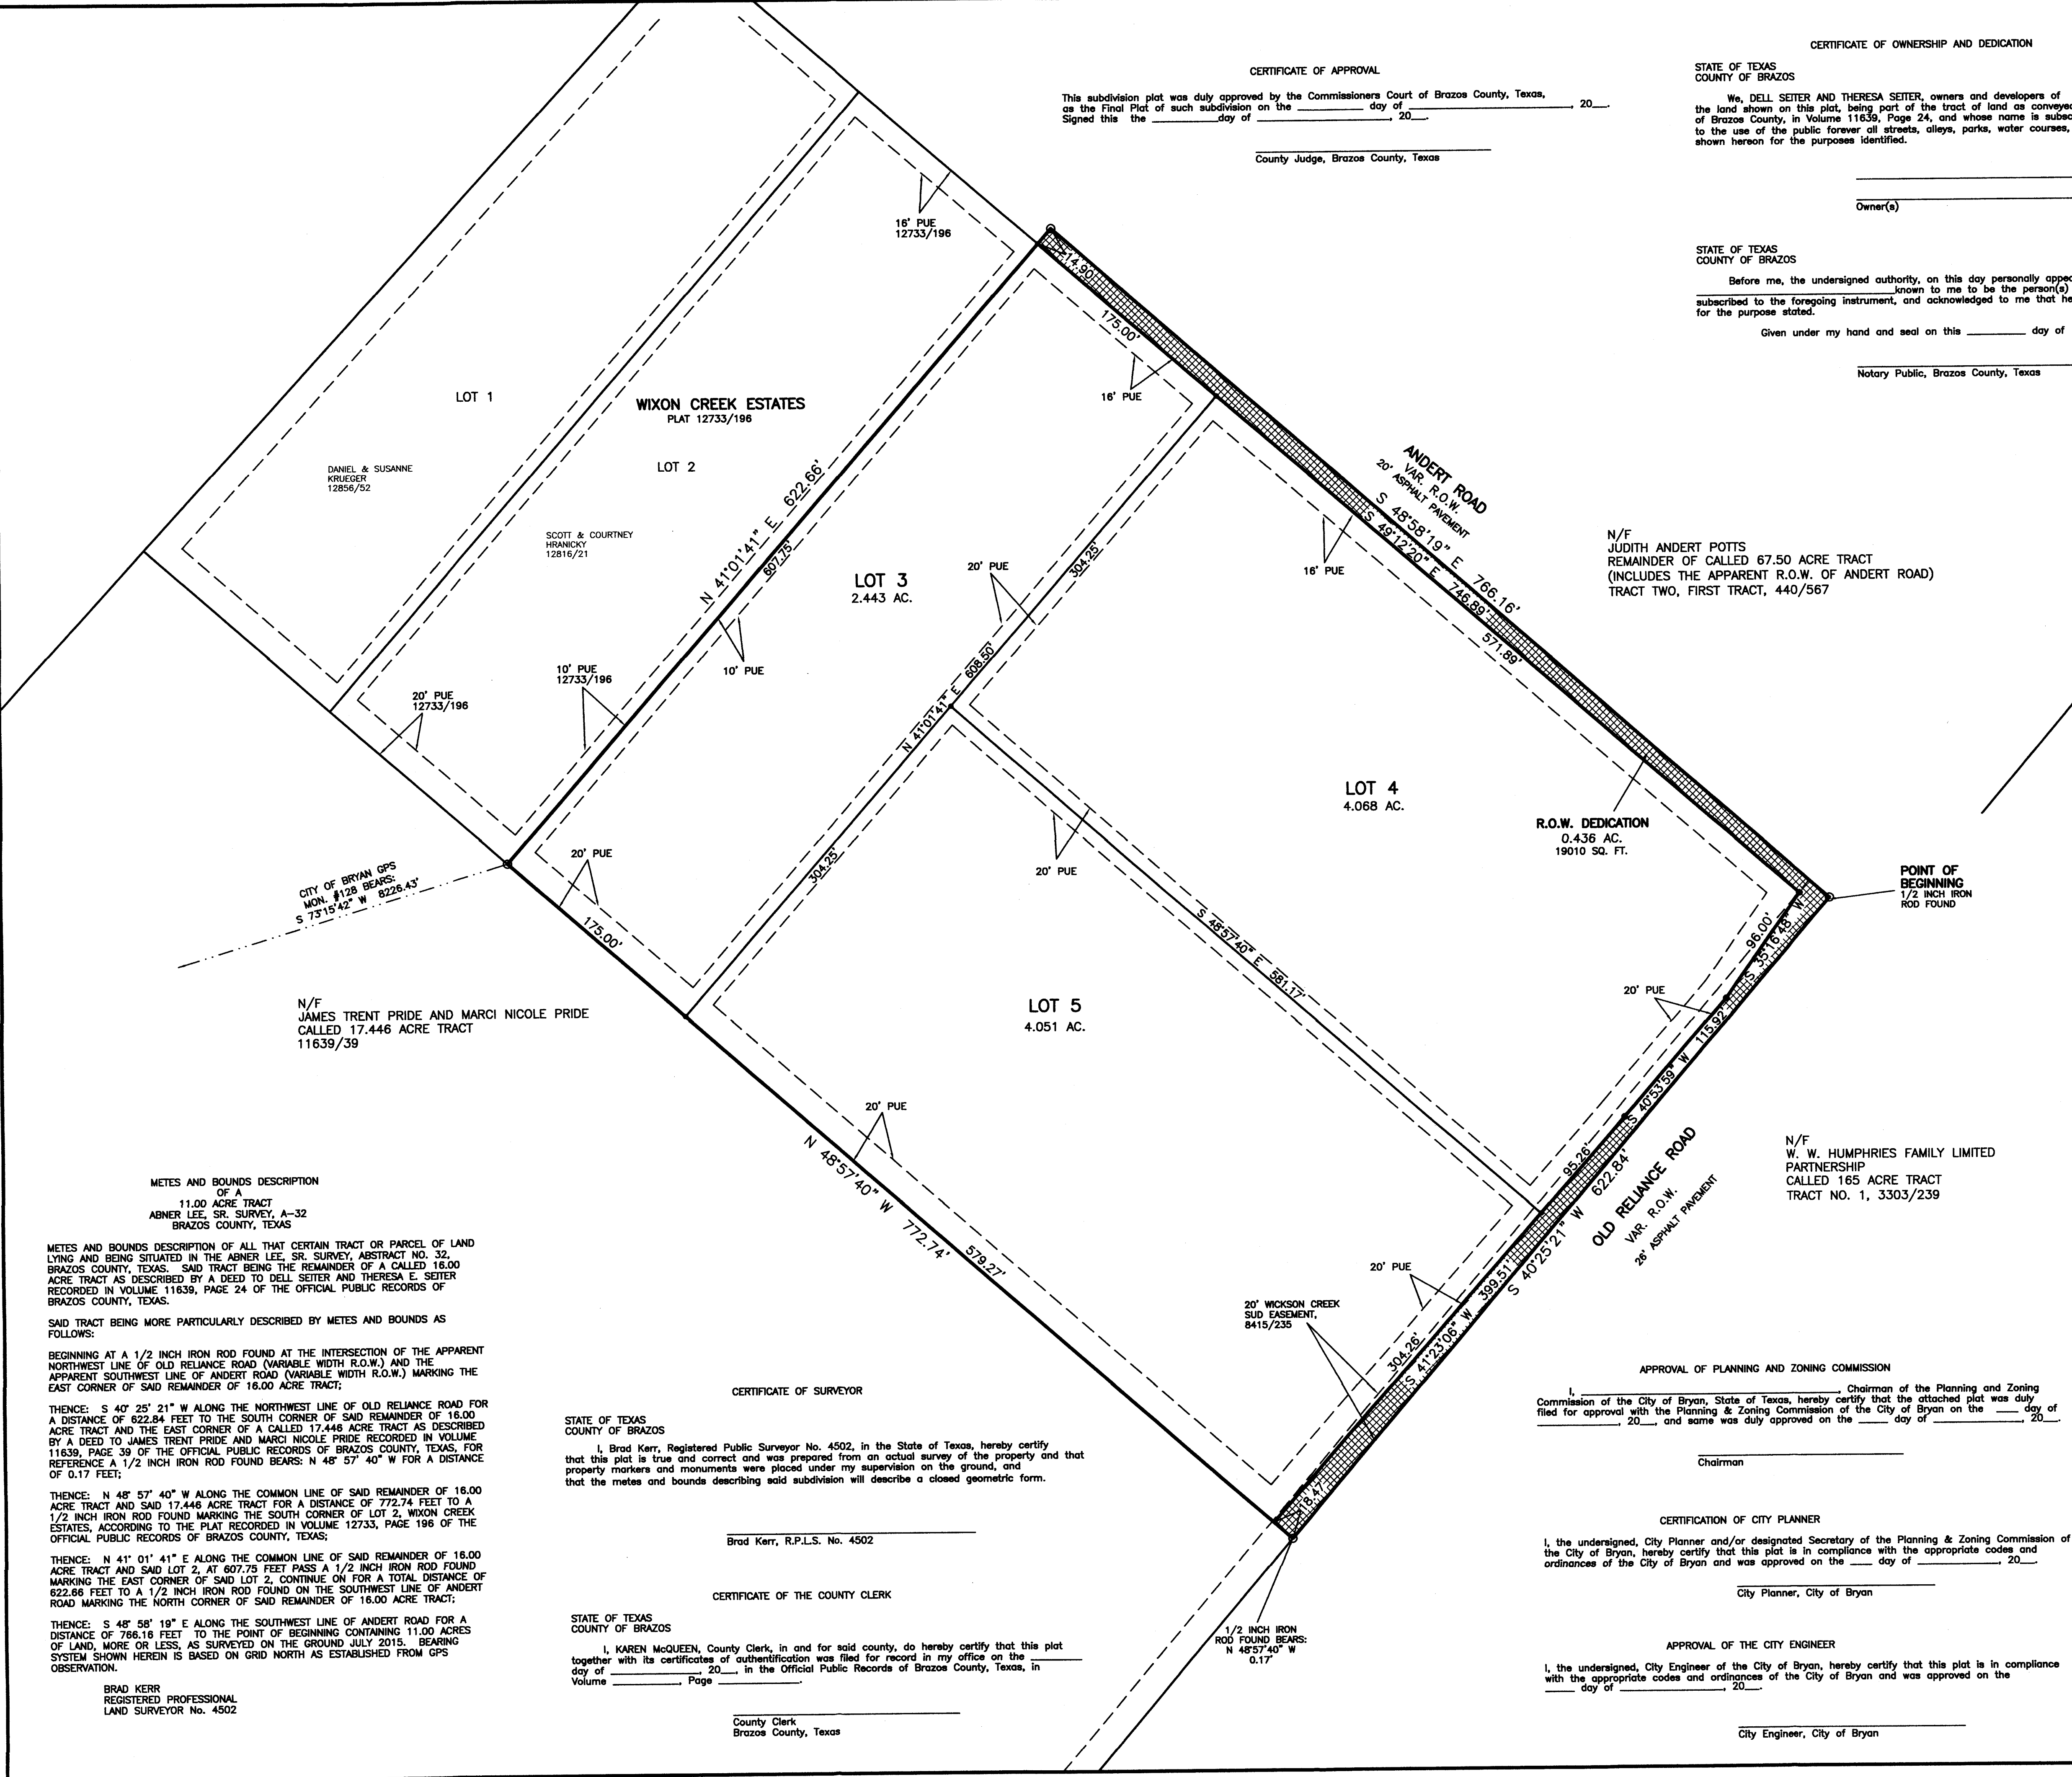 CERTIFICATE OF APPROVAL
This subdivision plat was duly approved by the Commissioners Court of Brazos County, Texas,
as the Final Plat of such subdivision on the ____________ day of ______________________________, 20__.
Signed this the ____________day of ________________________, 20__.
County Judge, Brazos County, Texas
CERTIFICATE OF OWNERSHIP AND DEDICATION
STATE OF TEXAS
COUNTY OF BRAZOS
We, DELL SEITER AND THERESA SEITER, owners and developers of
the land shown on this plat, being part of the tract of land as conveyed
of Brazos County, in Volume 11639, Page 24, and whose name is subsc
to the use of the public forever all streets, alleys, parks, water courses,
shown hereon for the purposes identified.
Owner(s)
STATE OF TEXAS
COUNTY OF BRAZOS
Before me, the undersigned authority, on this day personally appea
____________________________________known to me to be the person(s)
subscribed to the foregoing instrument, and acknowledged to me that he
for the purpose stated.
Given under my hand and seal on this __________ day of
Notary Public, Brazos County, Texas
16' PUE
12733/196
14.90'
175.00'
16' PUE
LOT 1
WIXON CREEK ESTATES
PLAT 12733/196
LOT 2
DANIEL & SUSANNE
KRUEGER
12856/52
SCOTT & COURTNEY
HRANICKY
12816/21
N 41°01'41" E 622.66'
607.75'
LOT 3
2.443 AC.
20' PUE
304.25'
16' PUE
ANDERT ROAD
VAR. R.O.W.
20' ASPHALT PAVEMENT
S 48°58'19" E 766.16'
S 49°12'20" E 746.89'
571.89'
N/F
JUDITH ANDERT POTTS
REMAINDER OF CALLED 67.50 ACRE TRACT
(INCLUDES THE APPARENT R.O.W. OF ANDERT ROAD)
TRACT TWO, FIRST TRACT, 440/567
10' PUE
12733/196
10' PUE
20' PUE
12733/196
N 41°01'41" E 608.50'
LOT 4
4.068 AC.
R.O.W. DEDICATION
0.436 AC.
19010 SQ. FT.
POINT OF
BEGINNING
1/2 INCH IRON
ROD FOUND
20' PUE
20' PUE
304.25'
CITY OF BRYAN GPS
MON. #128 BEARS:
S 73°15'42" W 8226.43'
175.00'
S 48°57'40" E 581.17'
96.00'
S 35°16'48" W
20' PUE
115.92'
S 40°53'59" W
N/F
JAMES TRENT PRIDE AND MARCI NICOLE PRIDE
CALLED 17.446 ACRE TRACT
11639/39
LOT 5
4.051 AC.
20' PUE
N 48°57'40" W 772.74'
579.27'
95.26'
S 40°25'21" W 622.84'
OLD RELIANCE ROAD
VAR. R.O.W.
26' ASPHALT PAVEMENT
N/F
W. W. HUMPHRIES FAMILY LIMITED
PARTNERSHIP
CALLED 165 ACRE TRACT
TRACT NO. 1, 3303/239
20' PUE
20' WICKSON CREEK
SUD EASEMENT,
8415/235
S 41°23'06" W 399.51'
304.26'
18.47'
1/2 INCH IRON
ROD FOUND BEARS:
N 48°57'40" W
0.17'
METES AND BOUNDS DESCRIPTION
OF A
11.00 ACRE TRACT
ABNER LEE, SR. SURVEY, A-32
BRAZOS COUNTY, TEXAS
METES AND BOUNDS DESCRIPTION OF ALL THAT CERTAIN TRACT OR PARCEL OF LAND
LYING AND BEING SITUATED IN THE ABNER LEE, SR. SURVEY, ABSTRACT NO. 32,
BRAZOS COUNTY, TEXAS. SAID TRACT BEING THE REMAINDER OF A CALLED 16.00
ACRE TRACT AS DESCRIBED BY A DEED TO DELL SEITER AND THERESA E. SEITER
RECORDED IN VOLUME 11639, PAGE 24 OF THE OFFICIAL PUBLIC RECORDS OF
BRAZOS COUNTY, TEXAS.
SAID TRACT BEING MORE PARTICULARLY DESCRIBED BY METES AND BOUNDS AS
FOLLOWS:
BEGINNING AT A 1/2 INCH IRON ROD FOUND AT THE INTERSECTION OF THE APPARENT
NORTHWEST LINE OF OLD RELIANCE ROAD (VARIABLE WIDTH R.O.W.) AND THE
APPARENT SOUTHWEST LINE OF ANDERT ROAD (VARIABLE WIDTH R.O.W.) MARKING THE
EAST CORNER OF SAID REMAINDER OF 16.00 ACRE TRACT;
THENCE: S 40° 25' 21" W ALONG THE NORTHWEST LINE OF OLD RELIANCE ROAD FOR
A DISTANCE OF 622.84 FEET TO THE SOUTH CORNER OF SAID REMAINDER OF 16.00
ACRE TRACT AND THE EAST CORNER OF A CALLED 17.446 ACRE TRACT AS DESCRIBED
BY A DEED TO JAMES TRENT PRIDE AND MARCI NICOLE PRIDE RECORDED IN VOLUME
11639, PAGE 39 OF THE OFFICIAL PUBLIC RECORDS OF BRAZOS COUNTY, TEXAS, FOR
REFERENCE A 1/2 INCH IRON ROD FOUND BEARS: N 48° 57' 40" W FOR A DISTANCE
OF 0.17 FEET;
THENCE: N 48° 57' 40" W ALONG THE COMMON LINE OF SAID REMAINDER OF 16.00
ACRE TRACT AND SAID 17.446 ACRE TRACT FOR A DISTANCE OF 772.74 FEET TO A
1/2 INCH IRON ROD FOUND MARKING THE SOUTH CORNER OF LOT 2, WIXON CREEK
ESTATES, ACCORDING TO THE PLAT RECORDED IN VOLUME 12733, PAGE 196 OF THE
OFFICIAL PUBLIC RECORDS OF BRAZOS COUNTY, TEXAS;
THENCE: N 41° 01' 41" E ALONG THE COMMON LINE OF SAID REMAINDER OF 16.00
ACRE TRACT AND SAID LOT 2, AT 607.75 FEET PASS A 1/2 INCH IRON ROD FOUND
MARKING THE EAST CORNER OF SAID LOT 2, CONTINUE ON FOR A TOTAL DISTANCE OF
622.66 FEET TO A 1/2 INCH IRON ROD FOUND ON THE SOUTHWEST LINE OF ANDERT
ROAD MARKING THE NORTH CORNER OF SAID REMAINDER OF 16.00 ACRE TRACT;
THENCE: S 48° 58' 19" E ALONG THE SOUTHWEST LINE OF ANDERT ROAD FOR A
DISTANCE OF 766.16 FEET TO THE POINT OF BEGINNING CONTAINING 11.00 ACRES
OF LAND, MORE OR LESS, AS SURVEYED ON THE GROUND JULY 2015. BEARING
SYSTEM SHOWN HEREIN IS BASED ON GRID NORTH AS ESTABLISHED FROM GPS
OBSERVATION.
BRAD KERR
REGISTERED PROFESSIONAL
LAND SURVEYOR No. 4502
CERTIFICATE OF SURVEYOR
STATE OF TEXAS
COUNTY OF BRAZOS
I, Brad Kerr, Registered Public Surveyor No. 4502, in the State of Texas, hereby certify
that this plat is true and correct and was prepared from an actual survey of the property and that
property markers and monuments were placed under my supervision on the ground, and
that the metes and bounds describing said subdivision will describe a closed geometric form.
Brad Kerr, R.P.L.S. No. 4502
CERTIFICATE OF THE COUNTY CLERK
STATE OF TEXAS
COUNTY OF BRAZOS
I, KAREN McQUEEN, County Clerk, in and for said county, do hereby certify that this plat
together with its certificates of authentification was filed for record in my office on the _________
day of ________________, 20__, in the Official Public Records of Brazos County, Texas, in
Volume ____________, Page ______________.
County Clerk
Brazos County, Texas
APPROVAL OF PLANNING AND ZONING COMMISSION
I, ______________________________________________, Chairman of the Planning and Zoning
Commission of the City of Bryan, State of Texas, hereby certify that the attached plat was duly
filed for approval with the Planning & Zoning Commission of the City of Bryan on the ____ day of
_______________, 20__, and same was duly approved on the _____ day of ________________, 20__.
Chairman
CERTIFICATION OF CITY PLANNER
I, the undersigned, City Planner and/or designated Secretary of the Planning & Zoning Commission of
the City of Bryan, hereby certify that this plat is in compliance with the appropriate codes and
ordinances of the City of Bryan and was approved on the ____ day of _______________, 20__.
City Planner, City of Bryan
APPROVAL OF THE CITY ENGINEER
I, the undersigned, City Engineer of the City of Bryan, hereby certify that this plat is in compliance
with the appropriate codes and ordinances of the City of Bryan and was approved on the
_____ day of ___________________, 20__.
City Engineer, City of Bryan